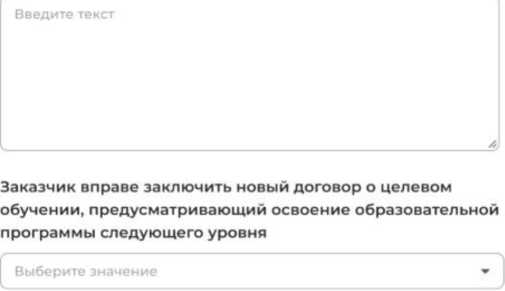 Введите текст
Заказчик вправе заключить новый договор о целевом
обучении, предусматривающий освоение образовательной
программы следующего уровня
Выберите значение